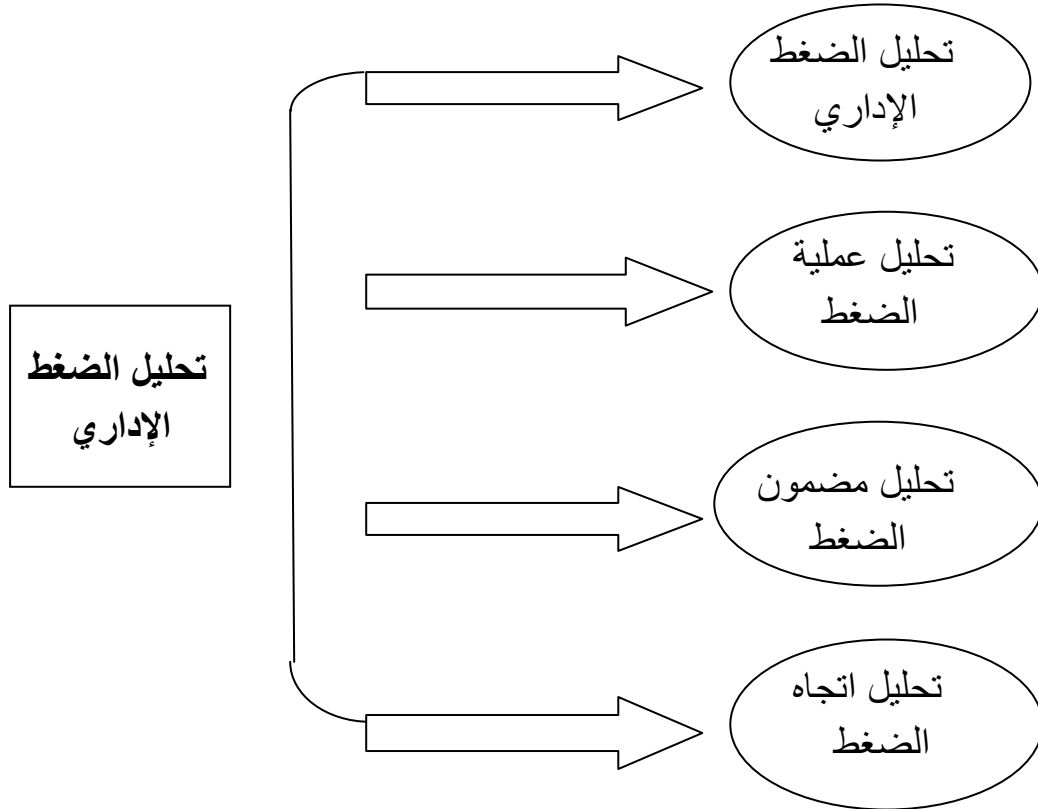 تحليل الضغط
الإداري
تحليل الضغط
الإداري
تحليل عملية
الضغط
تحليل مضمون
الضغط
تحليل اتجاه
الضغط